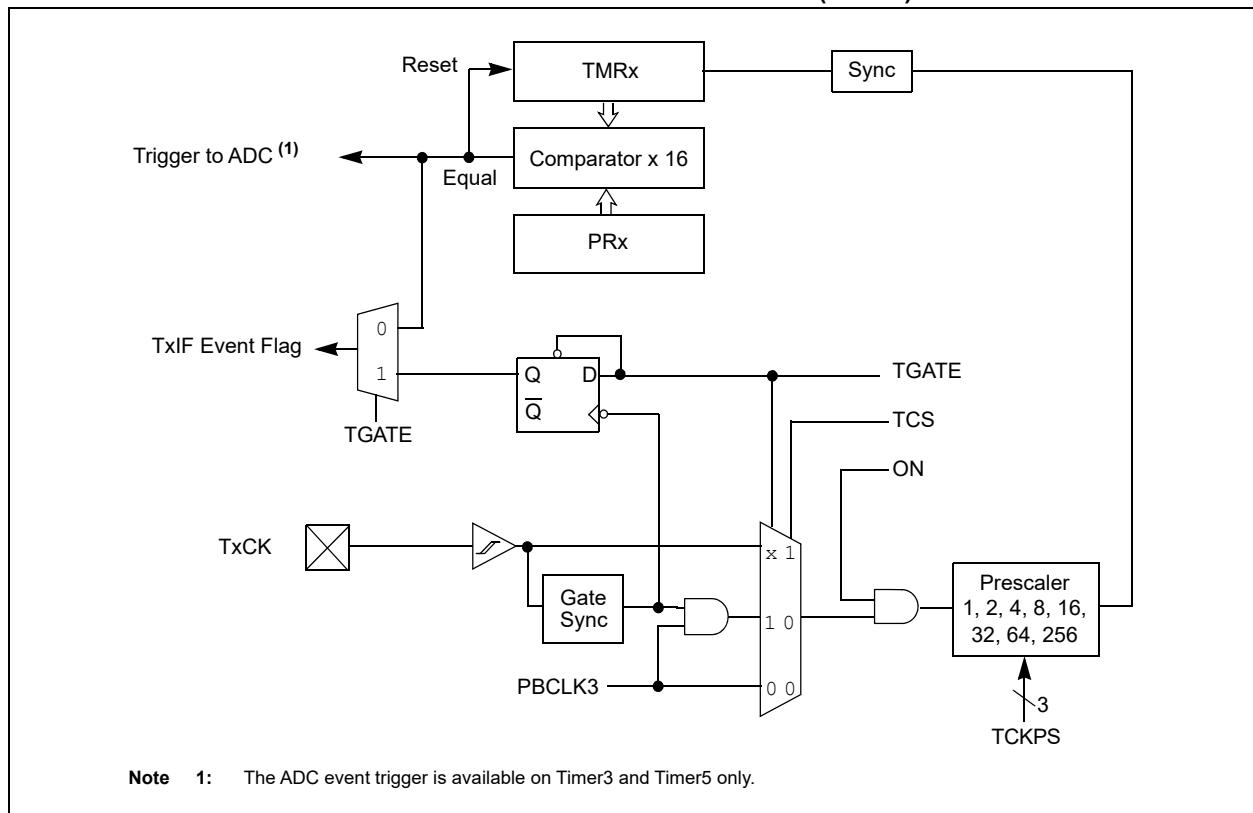 Reset
TMRx
Sync
Trigger to ADC (1)
Equal
Comparator x 16
PRx
TxIF Event Flag
0
1
TGATE
Q D
Q
TGATE
TCS
ON
TxCK
x 1
Gate
Sync
1 0
Prescaler
1, 2, 4, 8, 16,
32, 64, 256
PBCLK3
0 0
3
TCKPS
Note 1: The ADC event trigger is available on Timer3 and Timer5 only.